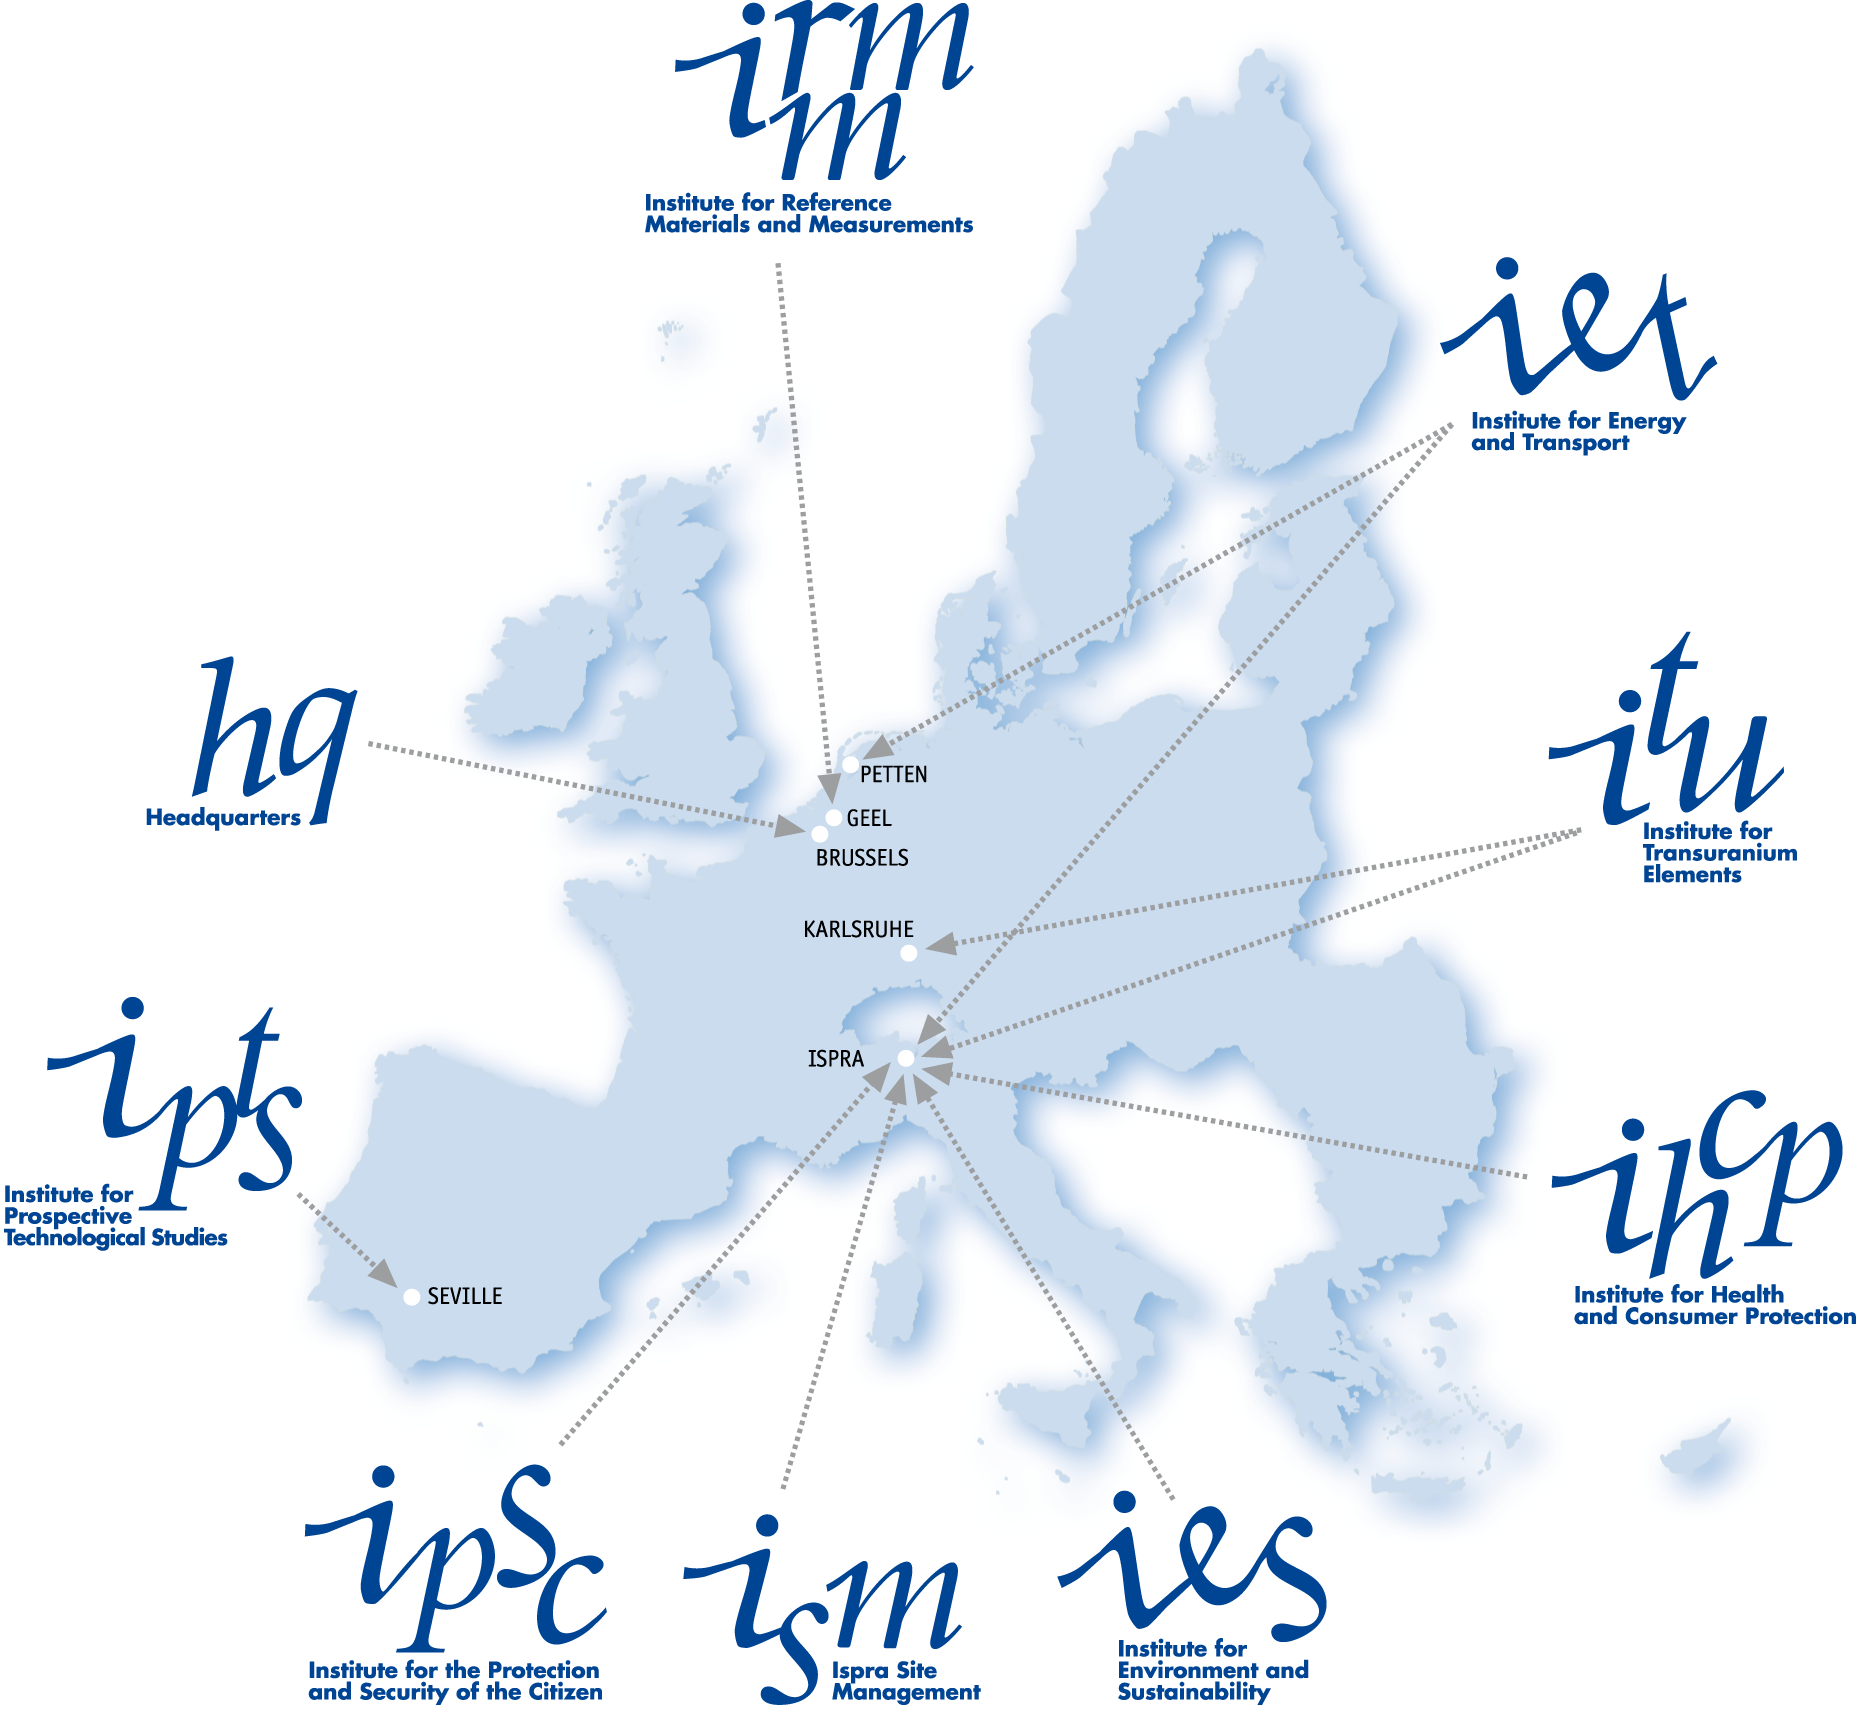 irmm
Institute for Reference
Materials and Measurements
iet
Institute for Energy
and Transport
hq
Headquarters
itu
Institute for
Transuranium
Elements
PETTEN
GEEL
BRUSSELS
KARLSRUHE
ISPRA
ipts
Institute for
Prospective
Technological Studies
SEVILLE
ihcp
Institute for Health
and Consumer Protection
ipsc
Institute for the Protection
and Security of the Citizen
ism
Ispra Site
Management
ies
Institute for
Environment and
Sustainability